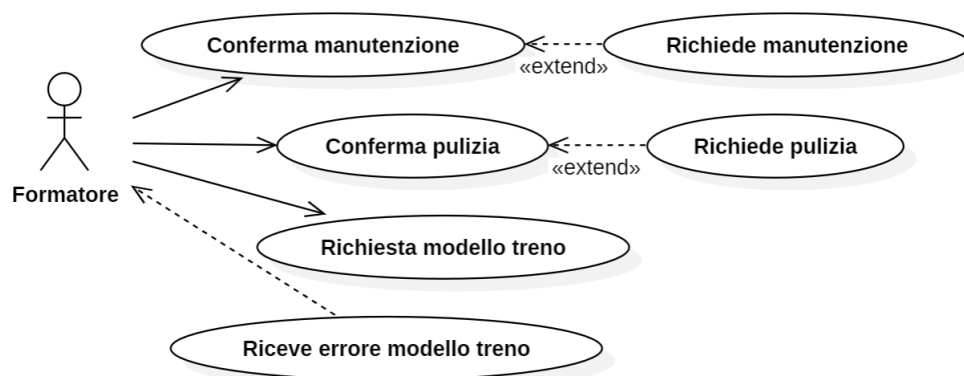 Conferma manutenzione
Richiede manutenzione
«extend»
Conferma pulizia
Richiede pulizia
«extend»
Formatore
Richiesta modello treno
Riceve errore modello treno